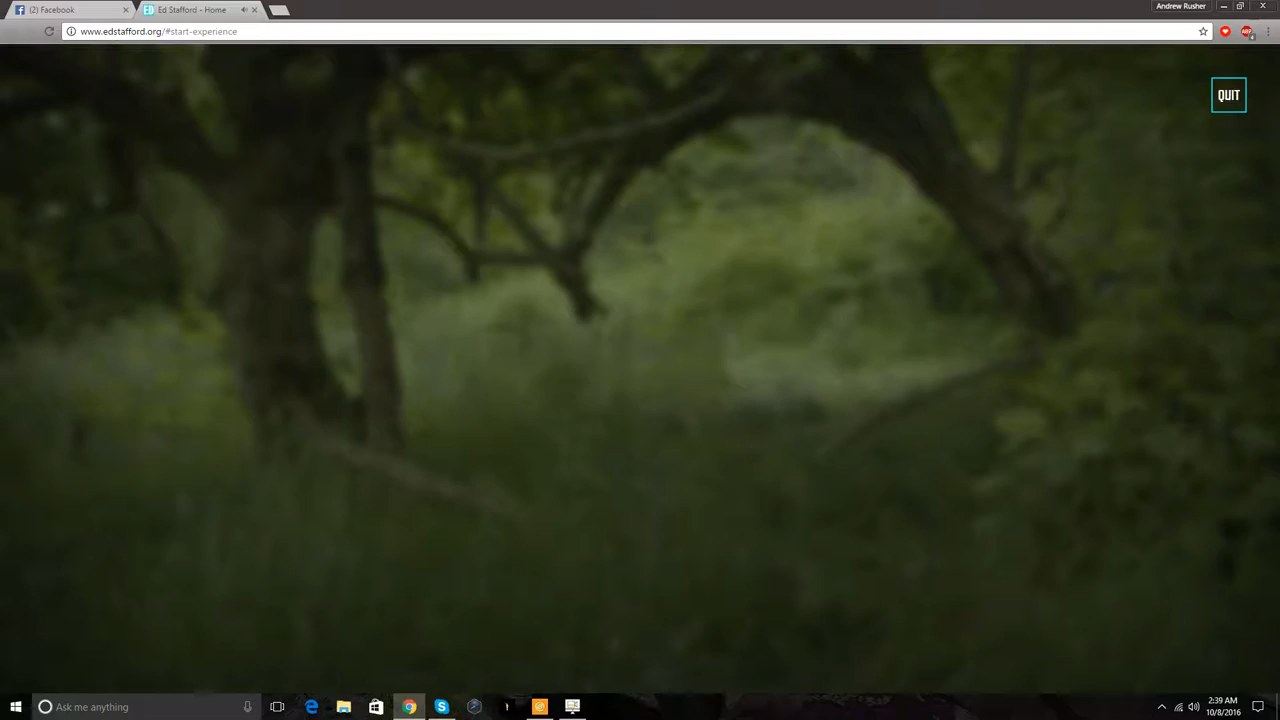 (2) Facebook
Ed Stafford - Home
Andrew Rusher
www.edstafford.org/#start-experience
ABP
QUIT
Ask me anything
2:39 AM
10/8/2016